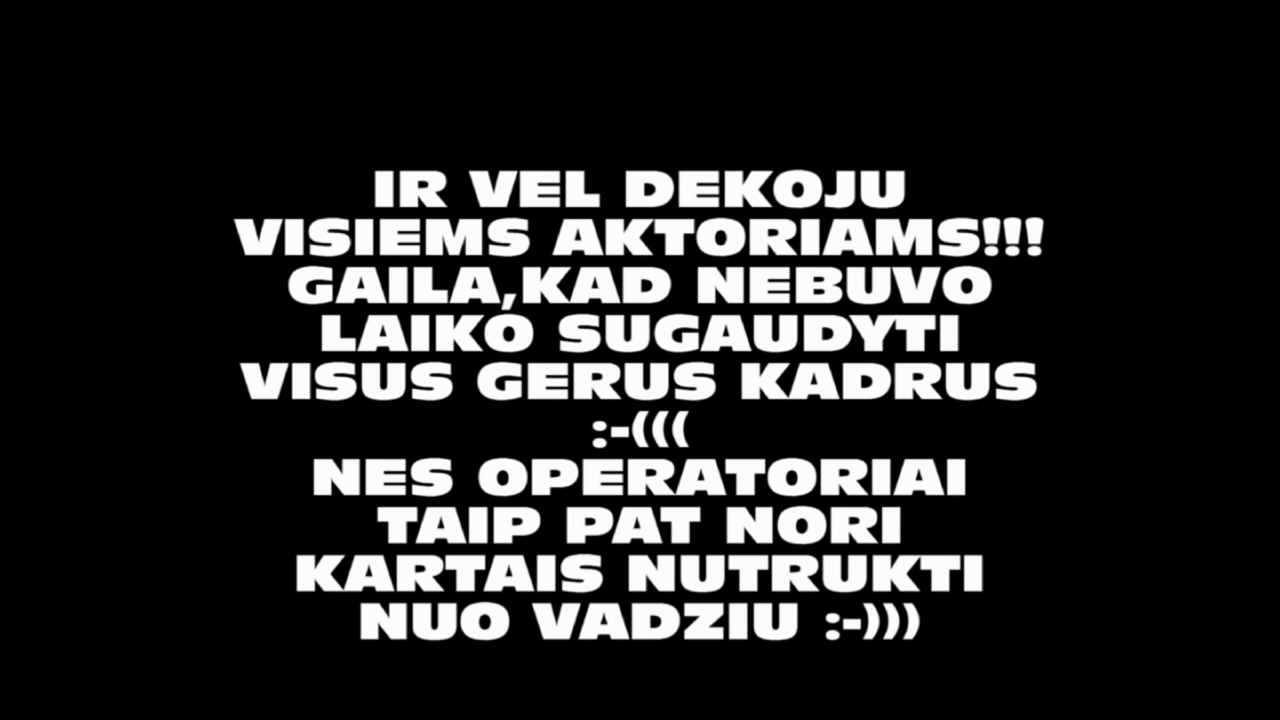 IR VEL DEKOJU
VISIEMS AKTORIAMS!!!
GAILA,KAD NEBUVO
LAIKO SUGAUDYTI
VISUS GERUS KADRUS
:-(((
NES OPERATORIAI
TAIP PAT NORI
KARTAIS NUTRUKTI
NUO VADZIU :-)))